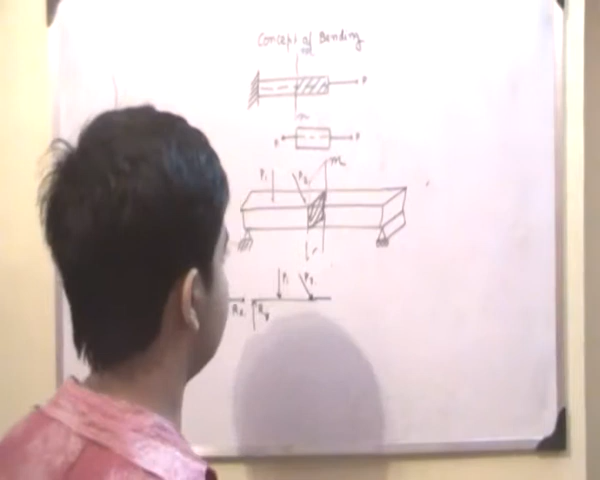 Concept of Bending
m
P
n
P P
P₁ P₂ m
P₁ P₂
Rx Ry